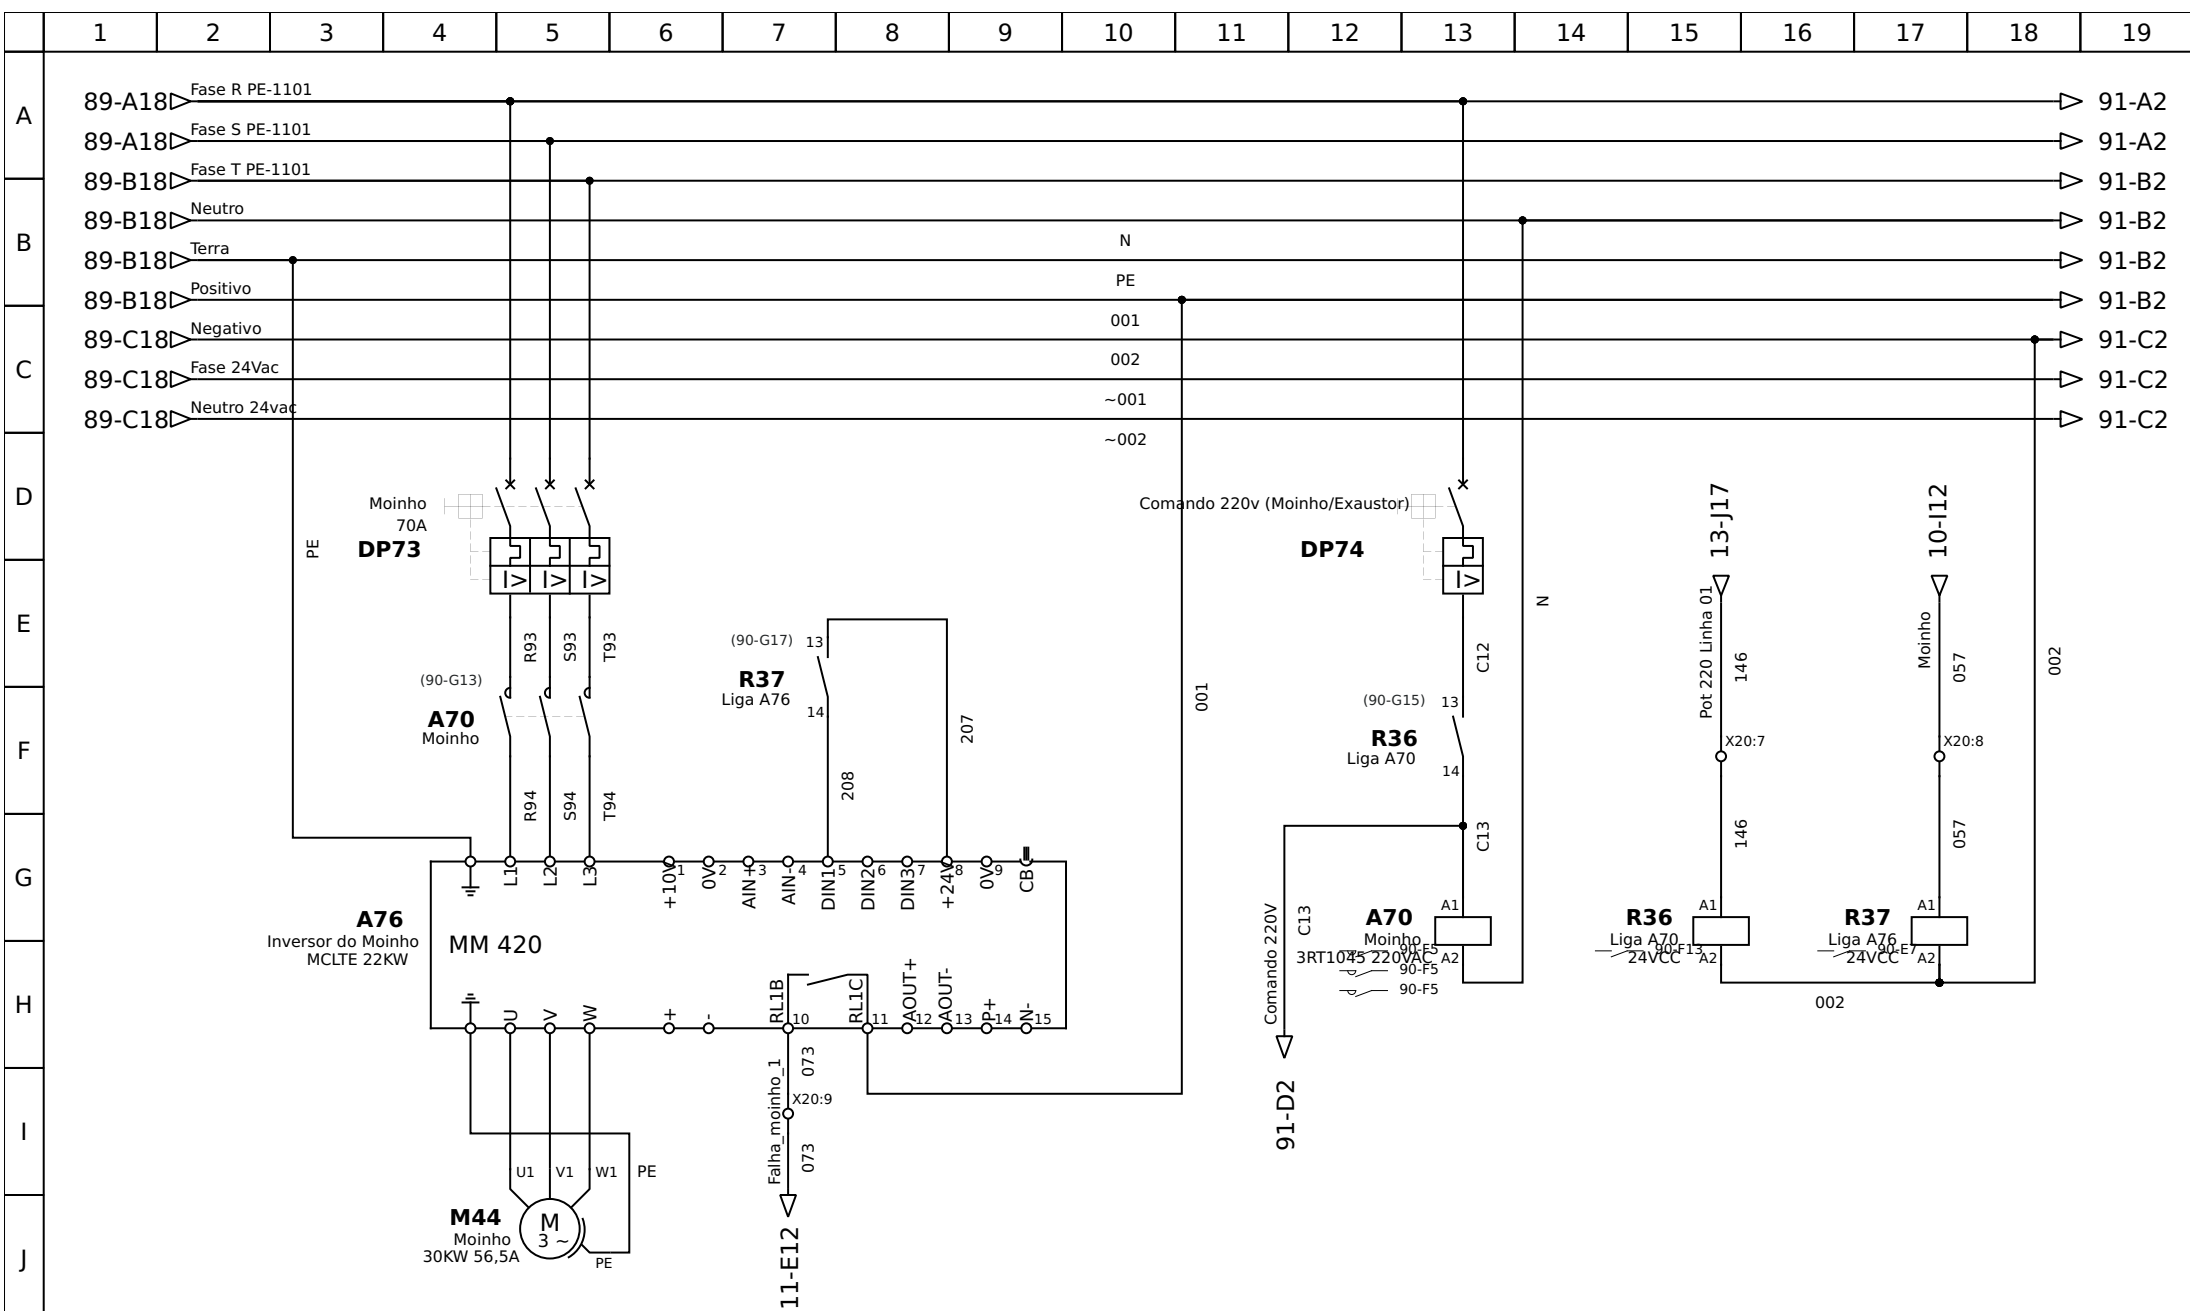 1 2 3 4 5 6 7 8 9 10 11 12 13 14 15 16 17 18 19
A
B
C
D
E
F
G
H
I
J
89-A18 Fase R PE-1101 91-A2
89-A18 Fase S PE-1101 91-A2
89-B18 Fase T PE-1101 91-B2
89-B18 Neutro N 91-B2
89-B18 Terra PE 91-B2
89-B18 Positivo 001 91-B2
89-C18 Negativo 002 91-C2
89-C18 Fase 24Vac ~001 91-C2
89-C18 Neutro 24vac ~002 91-C2
PE
Moinho
70A
DP73
I>
I>
I>
R93
S93
T93
(90-G13)
A70
Moinho
R94
S94
T94
(90-G17)
13
R37
Liga A76
14
208
207
001
Comando 220v (Moinho/Exaustor)
DP74
I>
C12
(90-G15)
13
R36
Liga A70
14
C13
N
13-J17
Pot 220 Linha 01
146
X20:7
146
10-I12
Moinho
057
X20:8
057
002
L1
L2
L3
+10V 1
0V 2
AIN+ 3
AIN- 4
DIN1 5
DIN2 6
DIN3 7
+24V 8
0V 9
CB
A76
Inversor do Moinho
MCLTE 22KW
MM 420
U
V
W
+
-
RL1B 10
RL1C 11
AOUT+ 12
AOUT- 13
P+ 14
N- 15
Comando 220V
C13
91-D2
A1
A70
Moinho
3RT1045 220VAC
A2
90-F5
90-F5
90-F5
A1
R36
Liga A70
24VCC
A2
90-F13
A1
R37
Liga A76
24VCC
A2
90-E7
002
073
Falha_moinho_1
X20:9
073
11-E12
U1
V1
W1
PE
M44
Moinho
30KW 56,5A
M
3 ~
PE